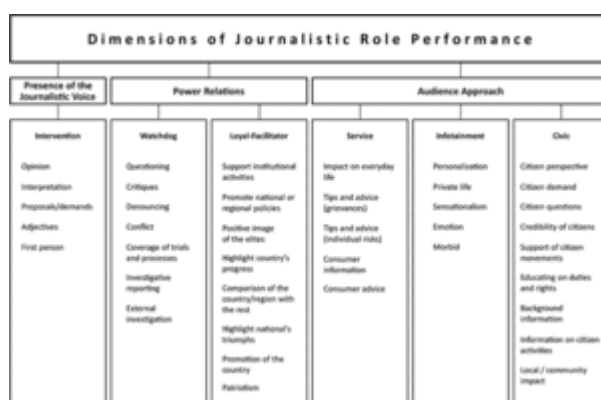 Dimensions of Journalistic Role Performance
Presence of the
Journalistic Voice
Power Relations
Audience Approach
Intervention
Opinion
Interpretation
Proposals/demands
Adjectives
First person
Watchdog
Questioning
Critiques
Denouncing
Conflict
Coverage of trials
and processes
Investigative
reporting
External
investigation
Loyal-Facilitator
Support institutional
activities
Promote national or
regional policies
Positive image
of the elites
Highlight country's
progress
Comparison of the
country/region with
the rest
Highlight national's
triumphs
Promotion of the
country
Patriotism
Service
Impact on everyday
life
Tips and advice
(grievances)
Tips and advice
(individual risks)
Consumer
information
Consumer advice
Infotainment
Personalization
Private life
Sensationalism
Emotion
Morbid
Civic
Citizen perspective
Citizen demand
Citizen questions
Credibility of citizens
Support of citizen
movements
Educating on duties
and rights
Background
information
Information on citizen
activities
Local / community
impact